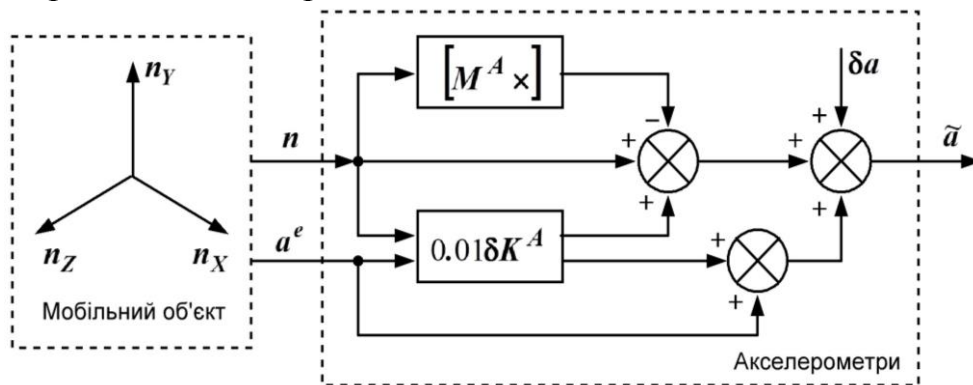 n_Y
n_Z
n_X
Мобільний об'єкт
n
a^e
[M^A ×]
0.01δK^A
−
+
+
+
+
δa
+
+
+
ã
Акселерометри